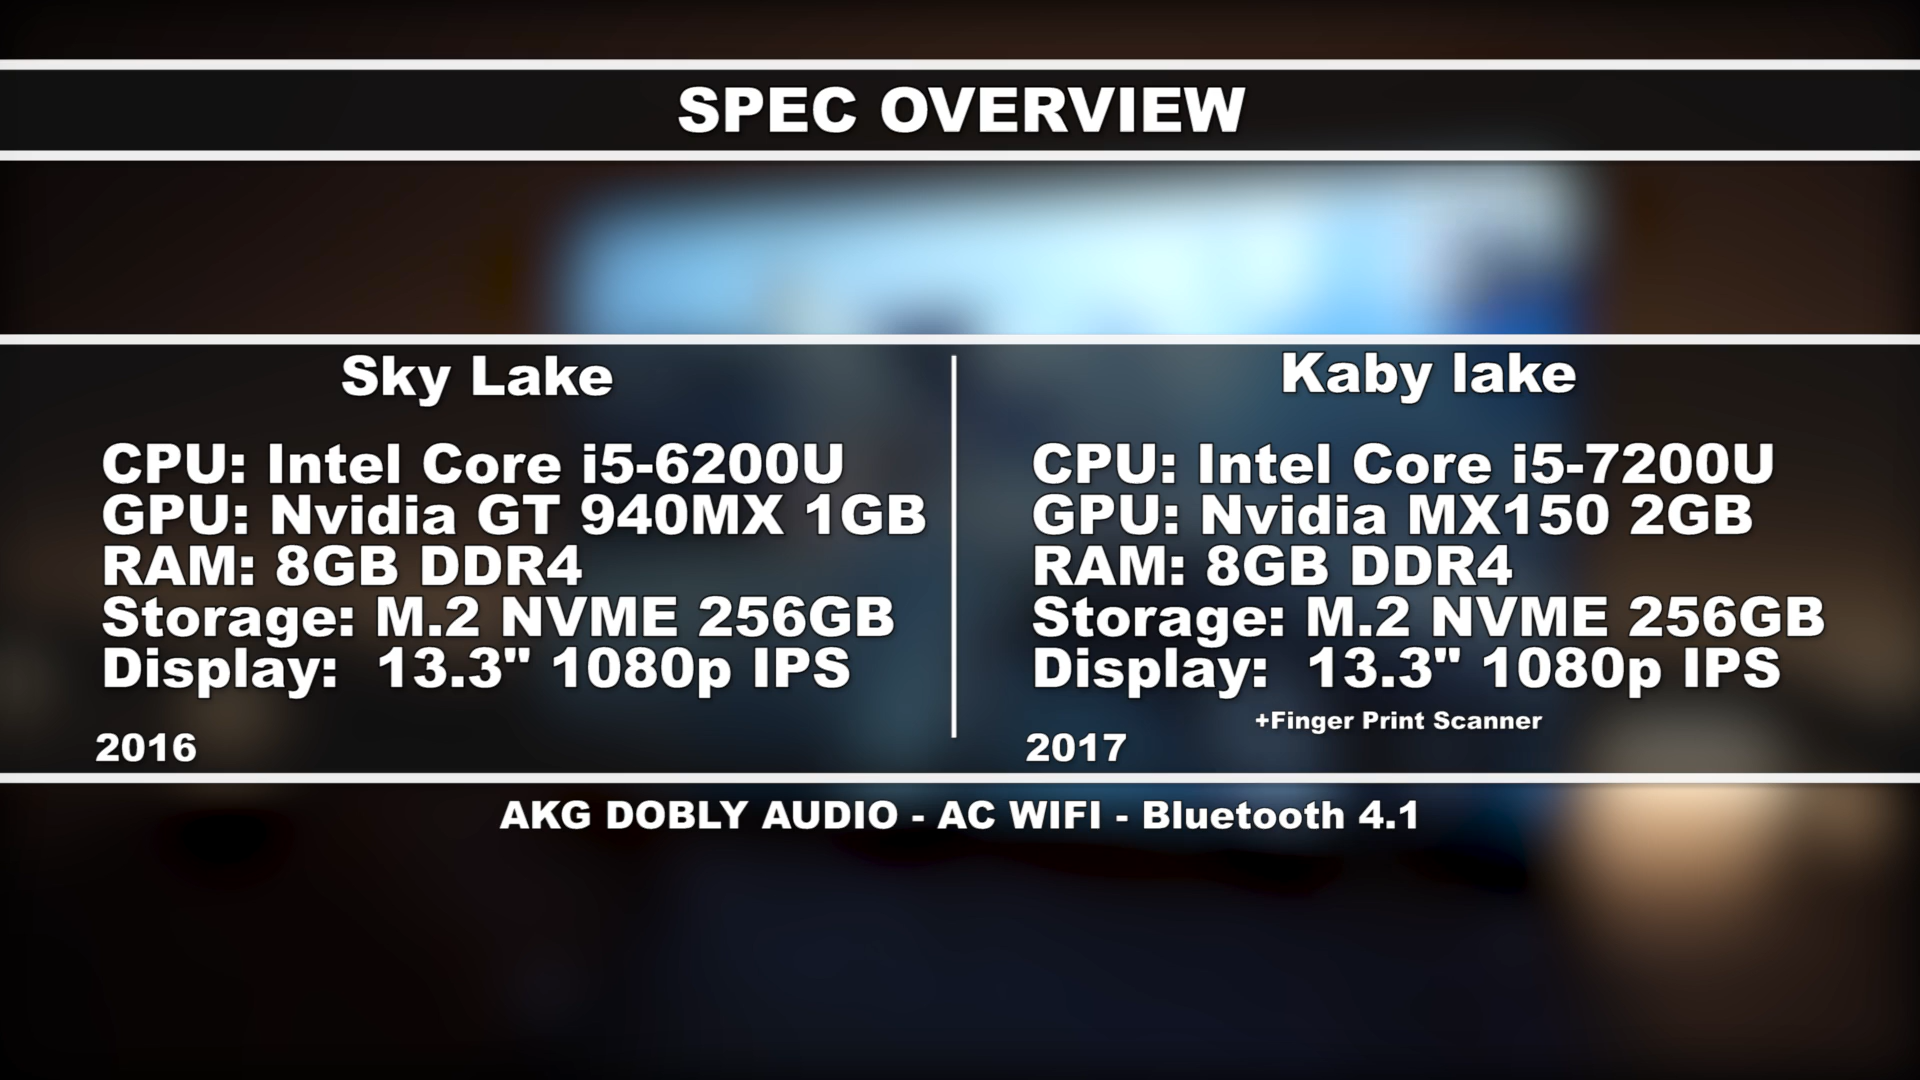 SPEC OVERVIEW
Sky Lake
CPU: Intel Core i5-6200U
GPU: Nvidia GT 940MX 1GB
RAM: 8GB DDR4
Storage: M.2 NVME 256GB
Display: 13.3" 1080p IPS
2016
Kaby lake
CPU: Intel Core i5-7200U
GPU: Nvidia MX150 2GB
RAM: 8GB DDR4
Storage: M.2 NVME 256GB
Display: 13.3" 1080p IPS
+Finger Print Scanner
2017
AKG DOBLY AUDIO - AC WIFI - Bluetooth 4.1